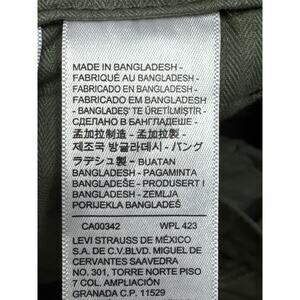 MADE IN BANGLADESH -
FABRIQUÉ AU BANGLADESH -
FABRICADO EN BANGLADESH -
FABRICADO EM BANGLADESH
- BANGLADEŞ'TE ÜRETİLMİŞTİR -
СДЕЛАНО В БАНГЛАДЕШЕ -
孟加拉制造 - 孟加拉製 -
제조국 방글라데시 - バング
ラデシュ製 - BUATAN
BANGLADESH - PAGAMINTA
BANGLADEŠE - PRODUSERT I
BANGLADESH - ZEMLJA
PORIJEKLA BANGLADEŠ
CA00342 WPL 423
LEVI STRAUSS DE MÉXICO
S.A. DE C.V.BLVD. MIGUEL DE
CERVANTES SAAVEDRA
NO. 301, TORRE NORTE PISO
7 COL. AMPLIACIÓN
GRANADA C.P. 11529